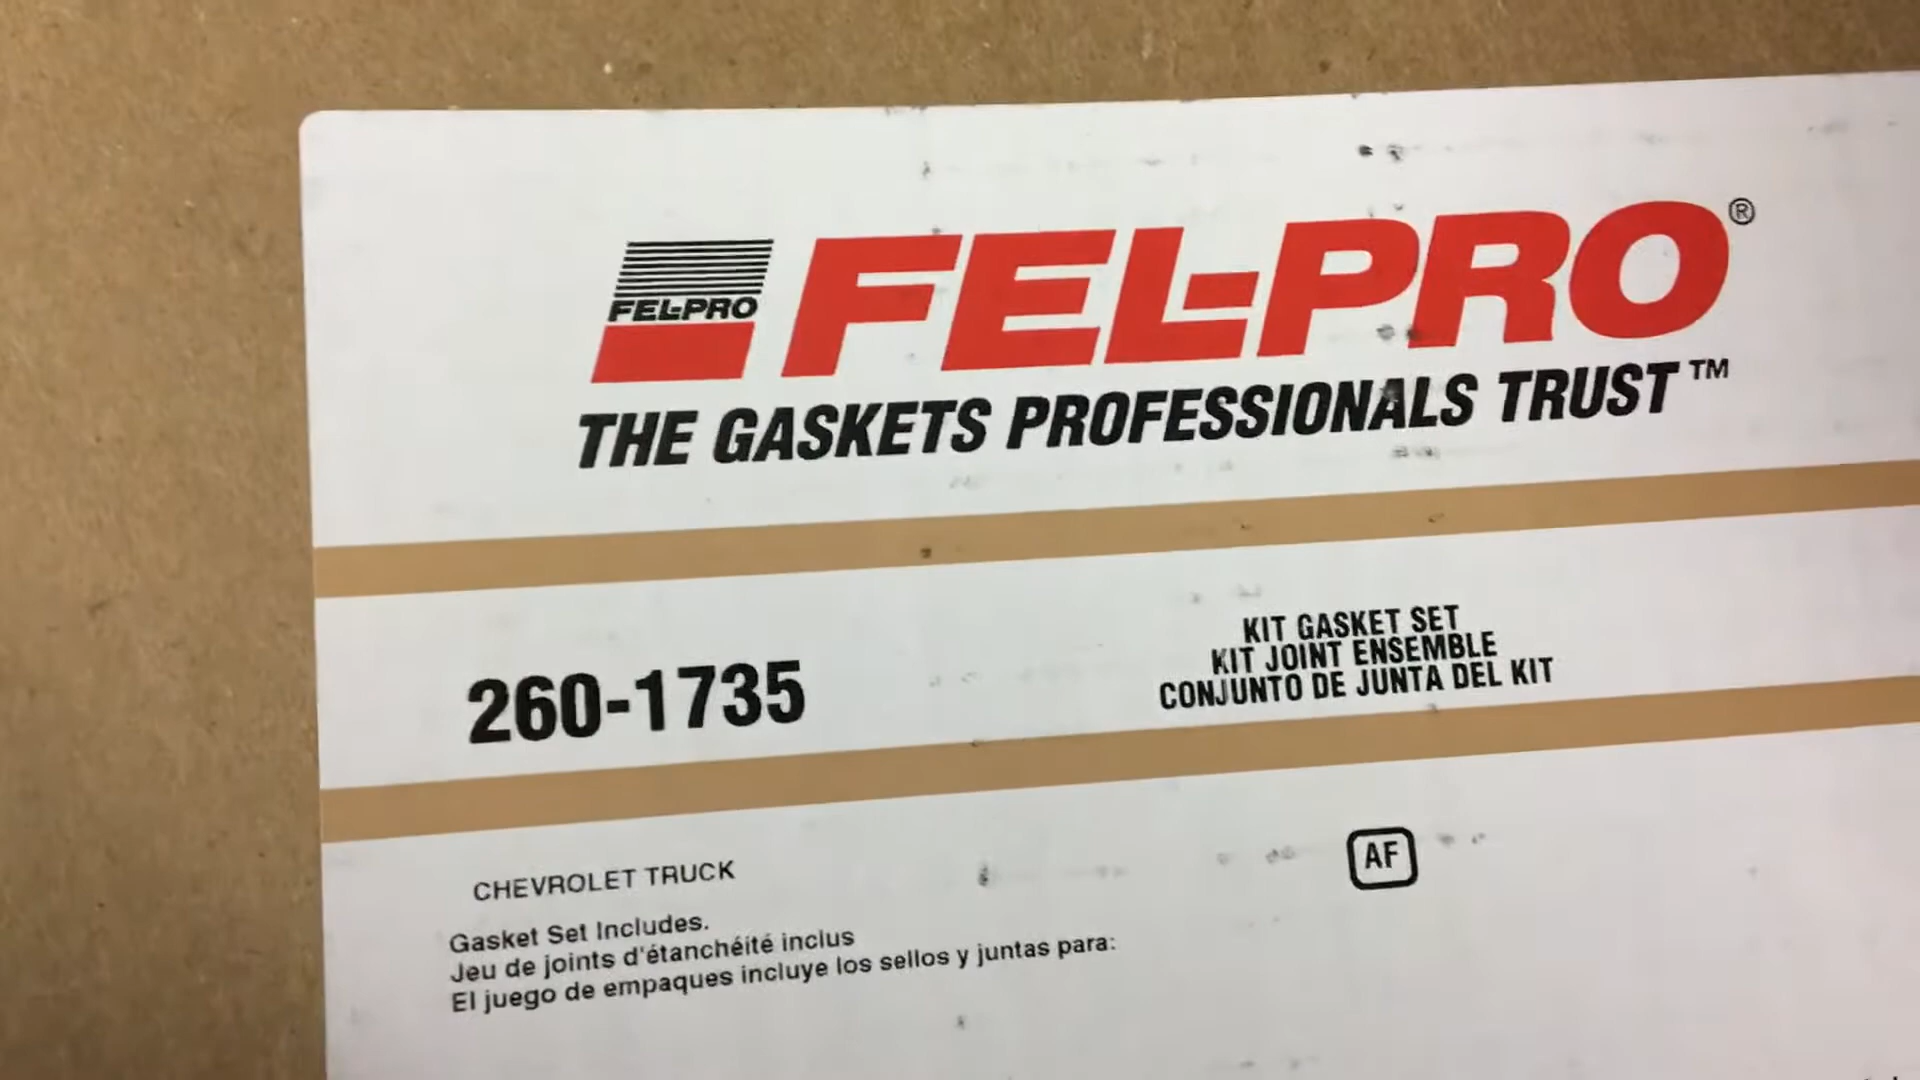 FEL-PRO
FEL-PRO®
THE GASKETS PROFESSIONALS TRUST™
260-1735
KIT GASKET SET
KIT JOINT ENSEMBLE
CONJUNTO DE JUNTA DEL KIT
AF
CHEVROLET TRUCK
Gasket Set Includes.
Jeu de joints d'étanchéité inclus
El juego de empaques incluye los sellos y juntas para: